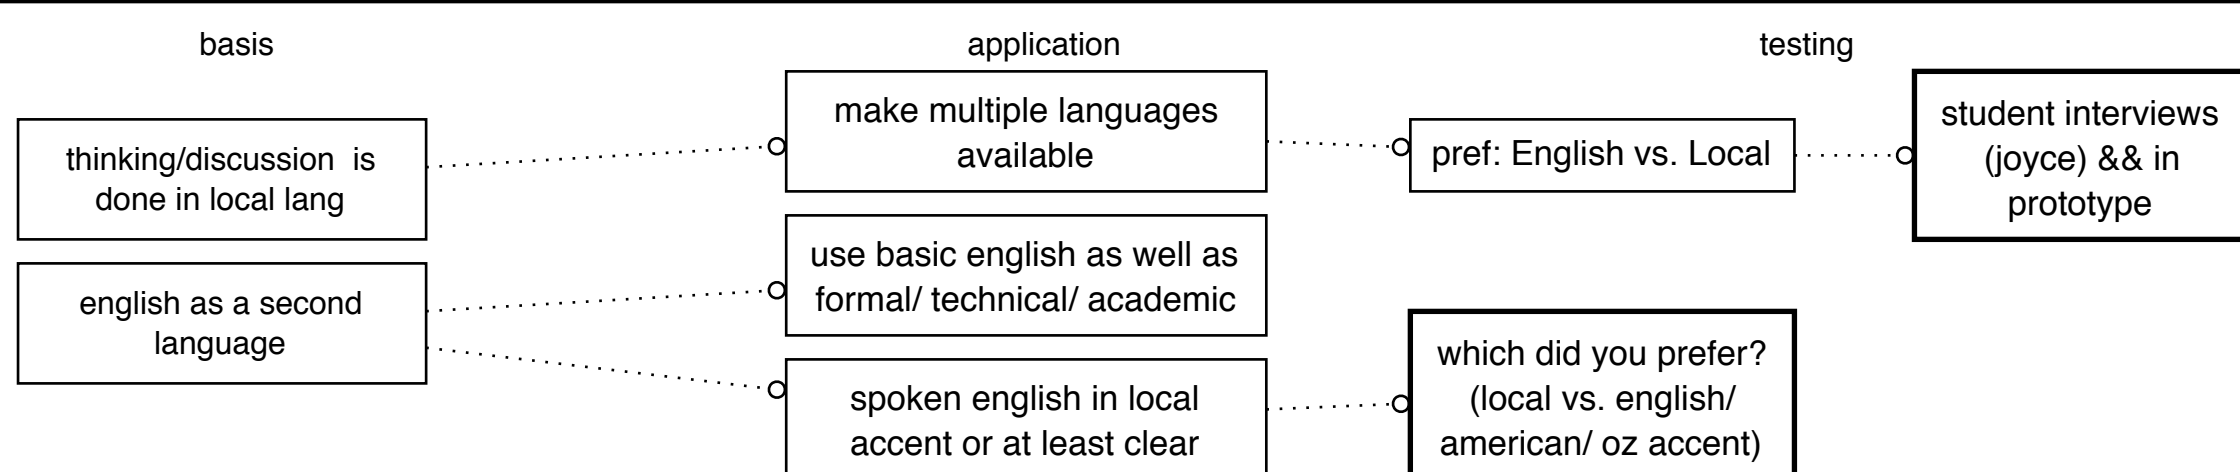 basis
application
testing
thinking/discussion  is
done in local lang
make multiple languages
available
pref: English vs. Local
student interviews
(joyce) && in
prototype
english as a second
language
use basic english as well as
formal/ technical/ academic
spoken english in local
accent or at least clear
which did you prefer?
(local vs. english/
american/ oz accent)